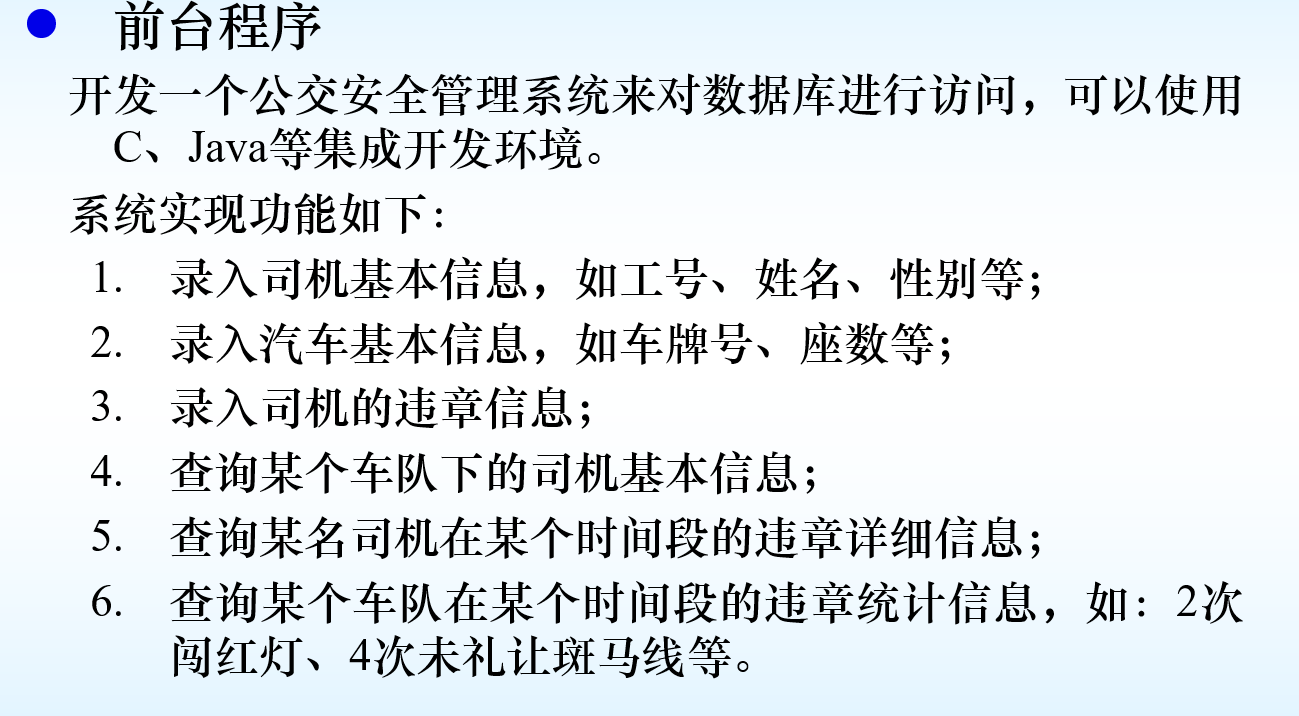 ● 前台程序
开发一个公交安全管理系统来对数据库进行访问，可以使用
C、Java等集成开发环境。
系统实现功能如下：
1. 录入司机基本信息，如工号、姓名、性别等；
2. 录入汽车基本信息，如车牌号、座数等；
3. 录入司机的违章信息；
4. 查询某个车队下的司机基本信息；
5. 查询某名司机在某个时间段的违章详细信息；
6. 查询某个车队在某个时间段的违章统计信息，如：2次
闯红灯、4次未礼让斑马线等。